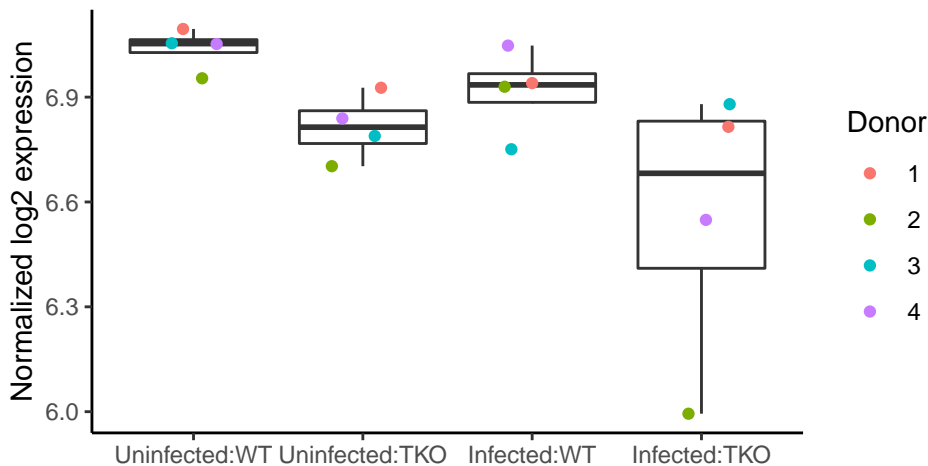 Normalized log2 expression
6.9
6.6
6.3
6.0
Uninfected:WT
Uninfected:TKO
Infected:WT
Infected:TKO
Donor
1
2
3
4